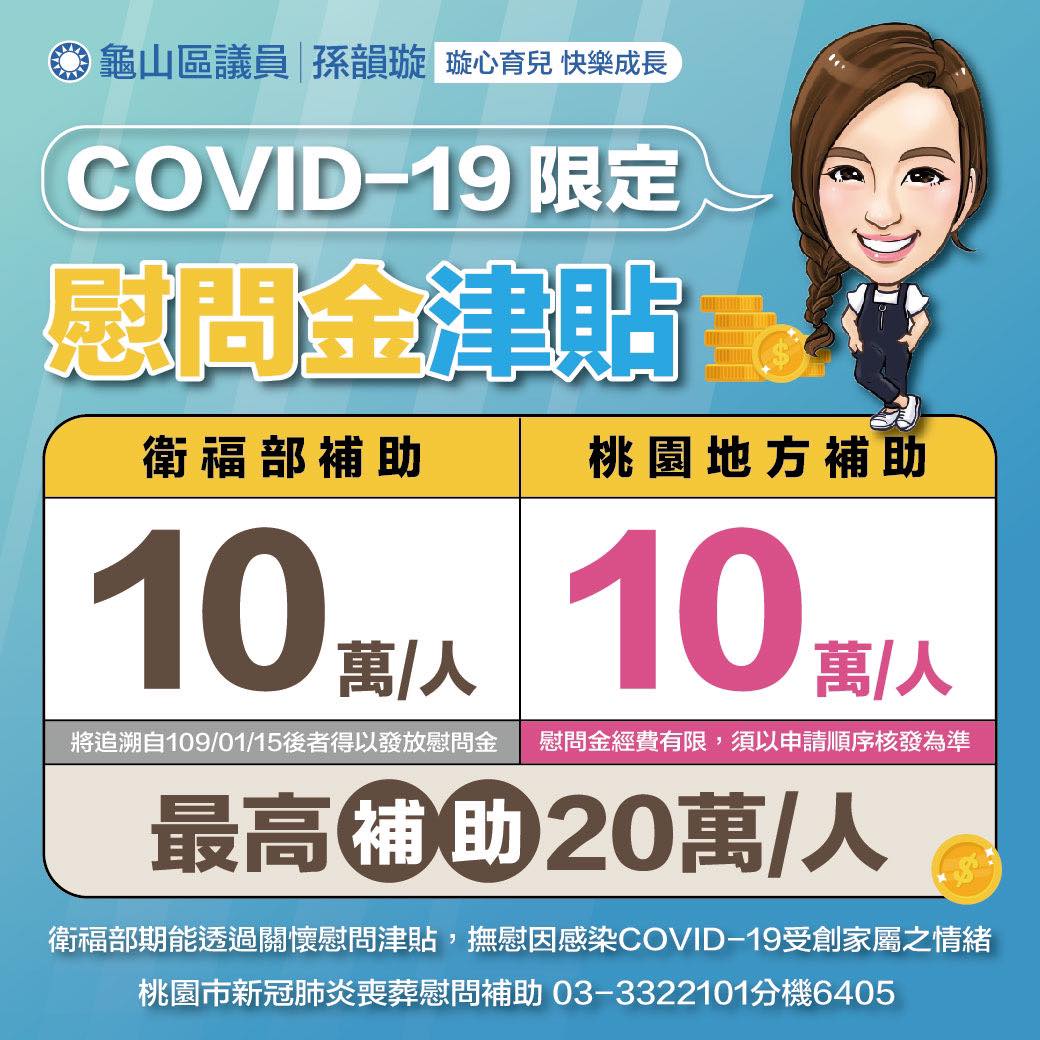 龜山區議員 孫韻璇 璇心育兒 快樂成長
COVID-19限定
慰問金津貼
衛福部補助
桃園地方補助
10萬/人
10萬/人
將追溯自109/01/15後者得以發放慰問金
慰問金經費有限，須以申請順序核發為準
最高補助20萬/人
衛福部期能透過關懷慰問津貼，撫慰因感染COVID-19受創家屬之情緒
桃園市新冠肺炎喪葬慰問補助 03-3322101分機6405